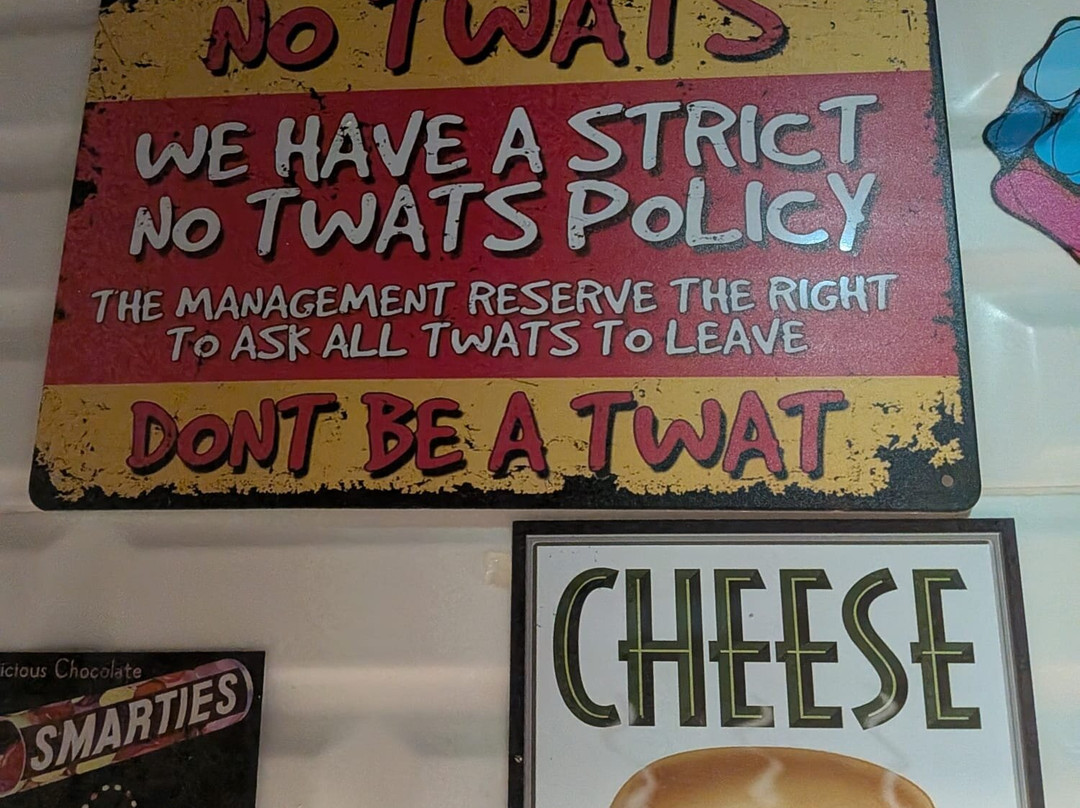 NO TWATS
WE HAVE A STRICT
NO TWATS POLICY
THE MANAGEMENT RESERVE THE RIGHT
TO ASK ALL TWATS TO LEAVE
DONT BE A TWAT
CHEESE
icious Chocolate
SMARTIES